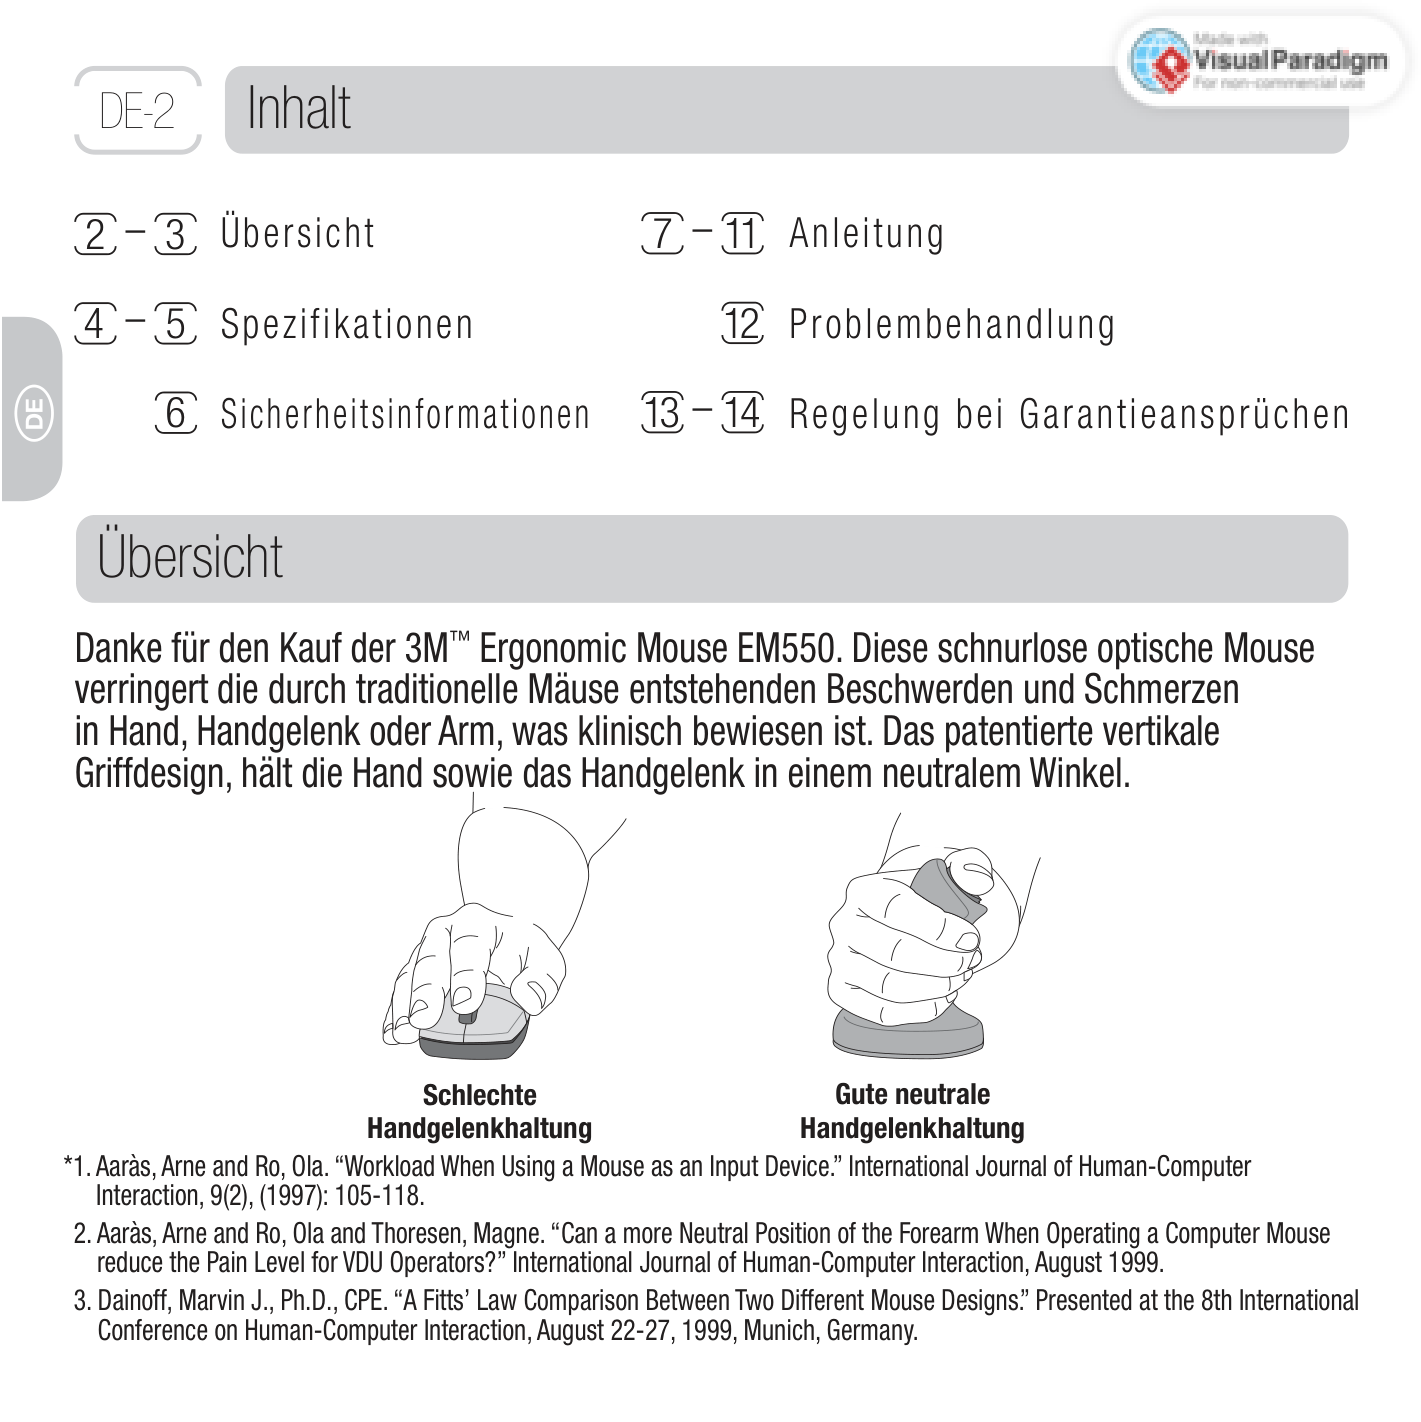 Made with
VisualParadigm
For non-commercial use
DE-2 Inhalt
2 – 3 Übersicht
4 – 5 Spezifikationen
6 Sicherheitsinformationen
7 – 11 Anleitung
12 Problembehandlung
13 – 14 Regelung bei Garantieansprüchen
DE
Übersicht
Danke für den Kauf der 3M™ Ergonomic Mouse EM550. Diese schnurlose optische Mouse
verringert die durch traditionelle Mäuse entstehenden Beschwerden und Schmerzen
in Hand, Handgelenk oder Arm, was klinisch bewiesen ist. Das patentierte vertikale
Griffdesign, hält die Hand sowie das Handgelenk in einem neutralem Winkel.
Schlechte
Handgelenkhaltung
Gute neutrale
Handgelenkhaltung
*1. Aaràs, Arne and Ro, Ola. “Workload When Using a Mouse as an Input Device.” International Journal of Human-Computer
Interaction, 9(2), (1997): 105-118.
2. Aaràs, Arne and Ro, Ola and Thoresen, Magne. “Can a more Neutral Position of the Forearm When Operating a Computer Mouse
reduce the Pain Level for VDU Operators?” International Journal of Human-Computer Interaction, August 1999.
3. Dainoff, Marvin J., Ph.D., CPE. “A Fitts’ Law Comparison Between Two Different Mouse Designs.” Presented at the 8th International
Conference on Human-Computer Interaction, August 22-27, 1999, Munich, Germany.